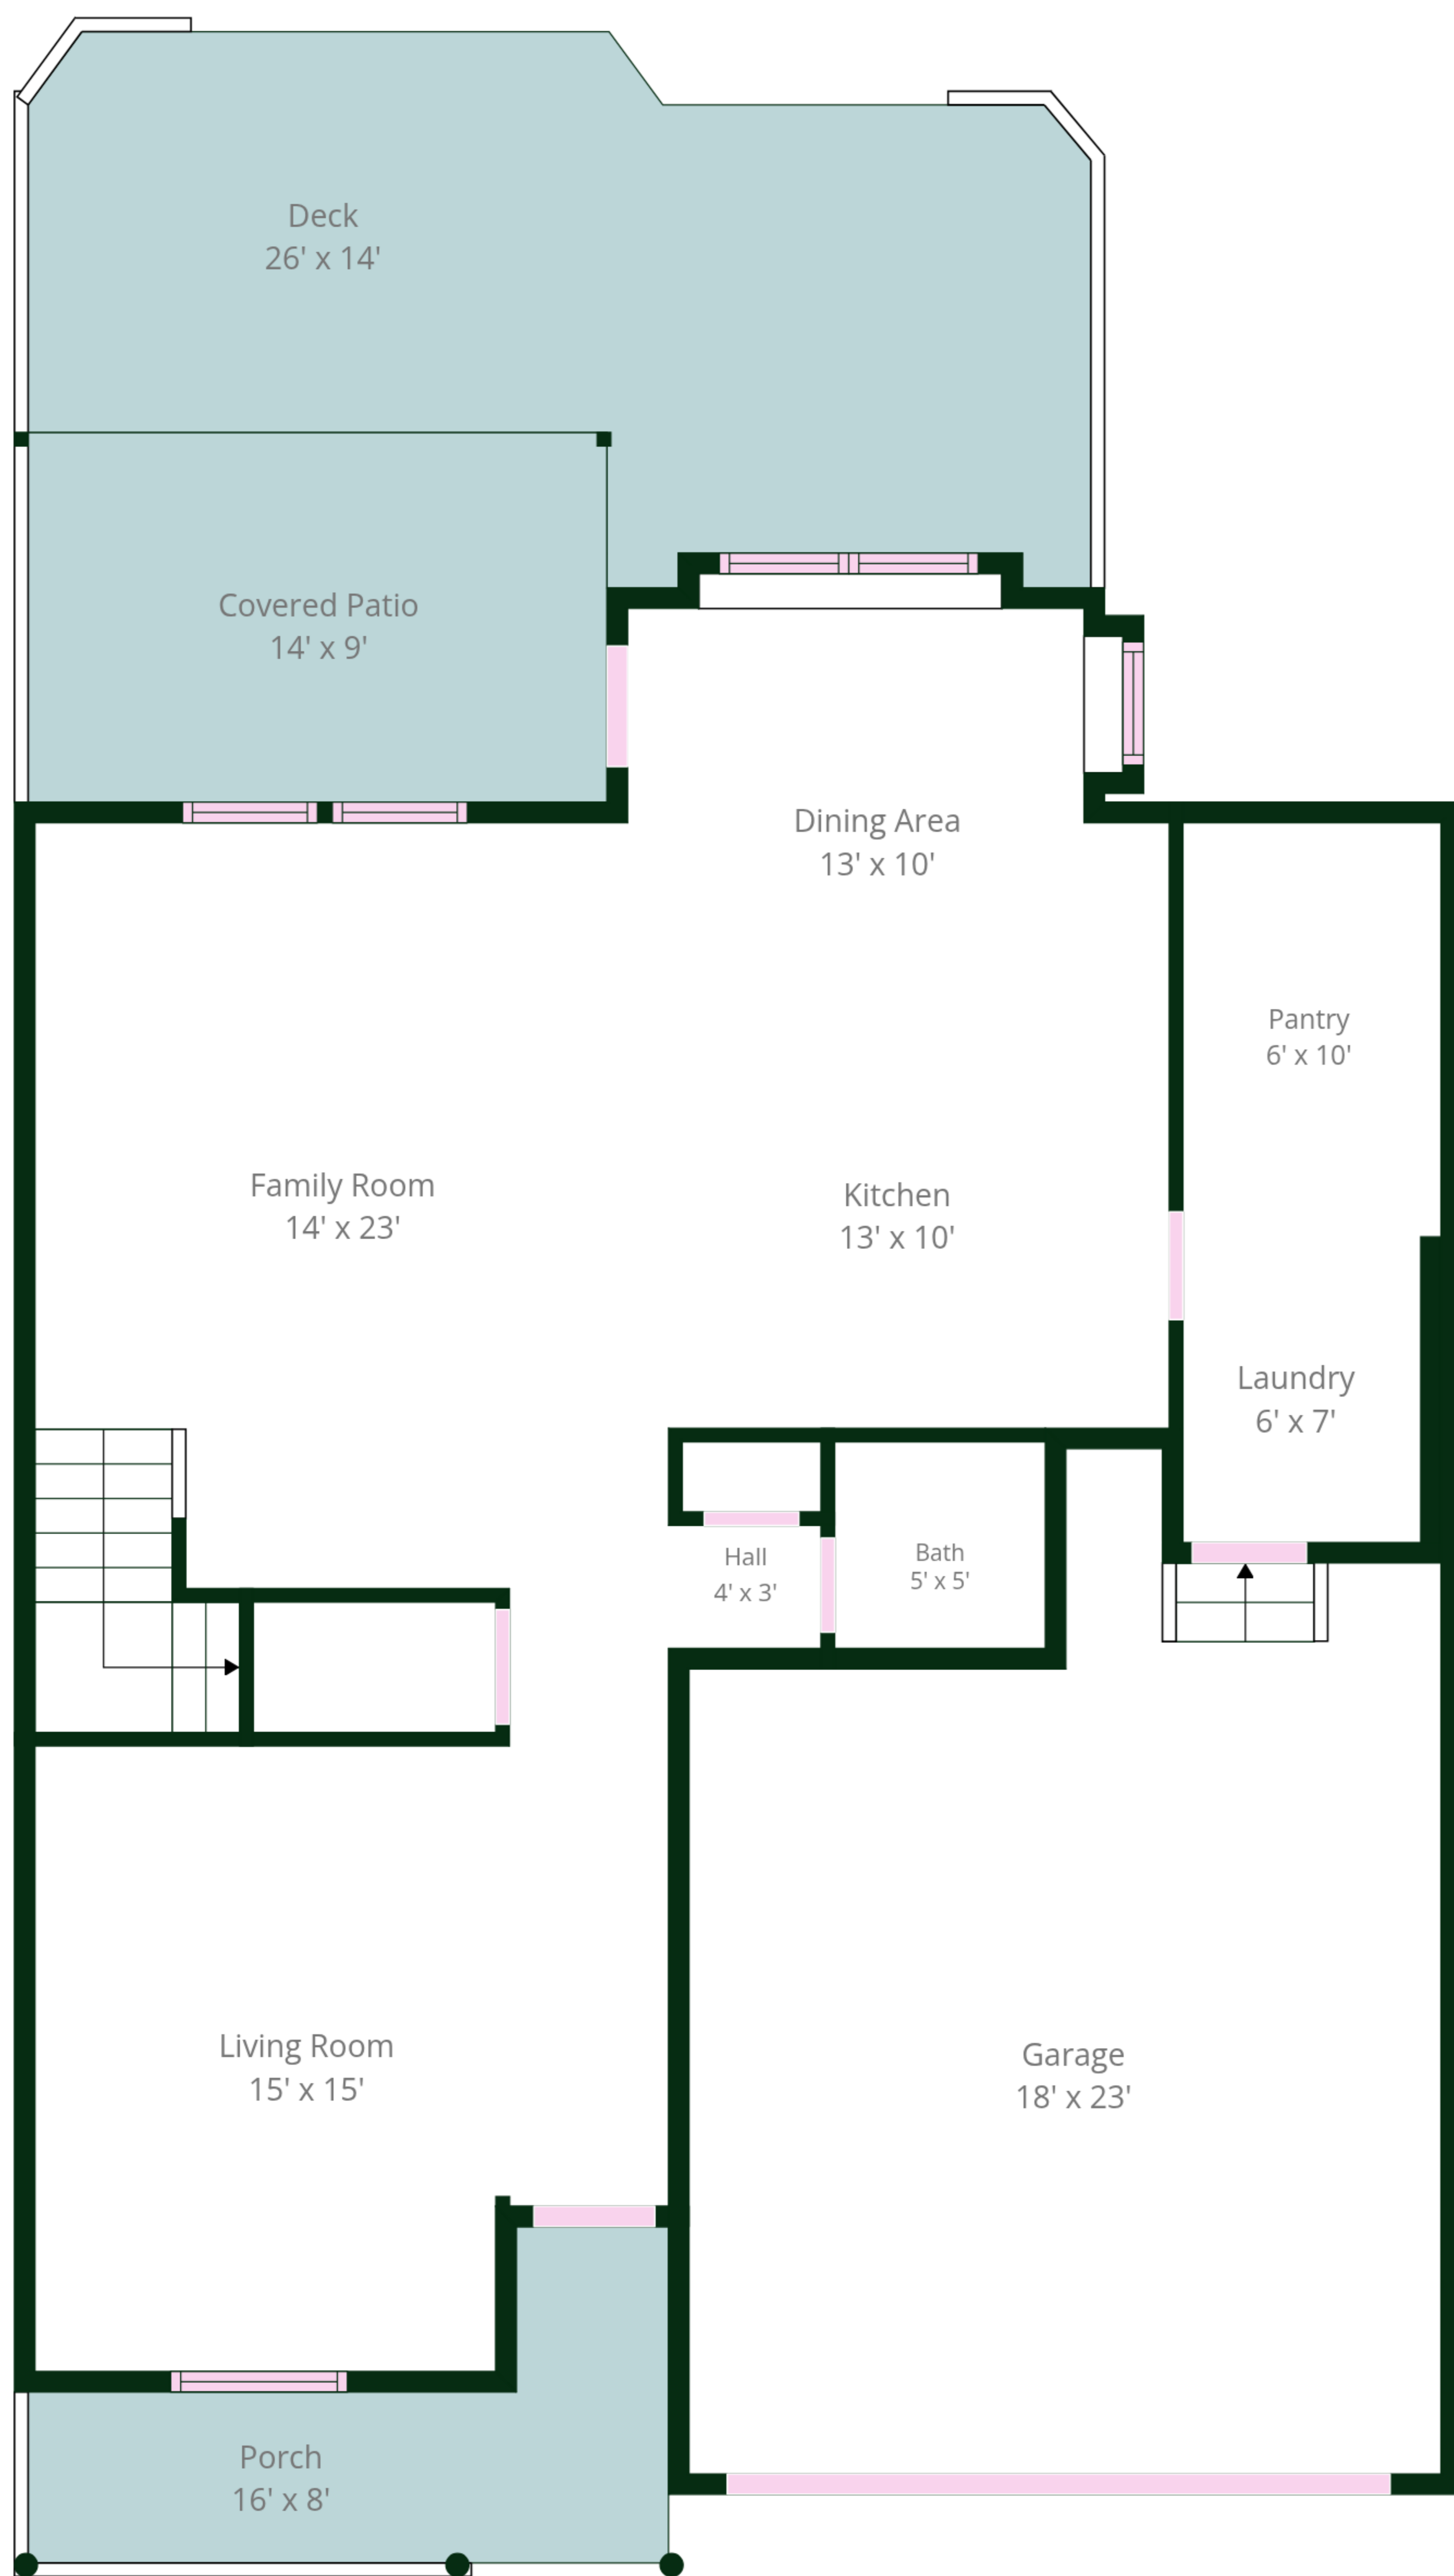 Deck
26' x 14'
Covered Patio
14' x 9'
Dining Area
13' x 10'
Pantry
6' x 10'
Family Room
14' x 23'
Kitchen
13' x 10'
Laundry
6' x 7'
Hall
4' x 3'
Bath
5' x 5'
Living Room
15' x 15'
Garage
18' x 23'
Porch
16' x 8'